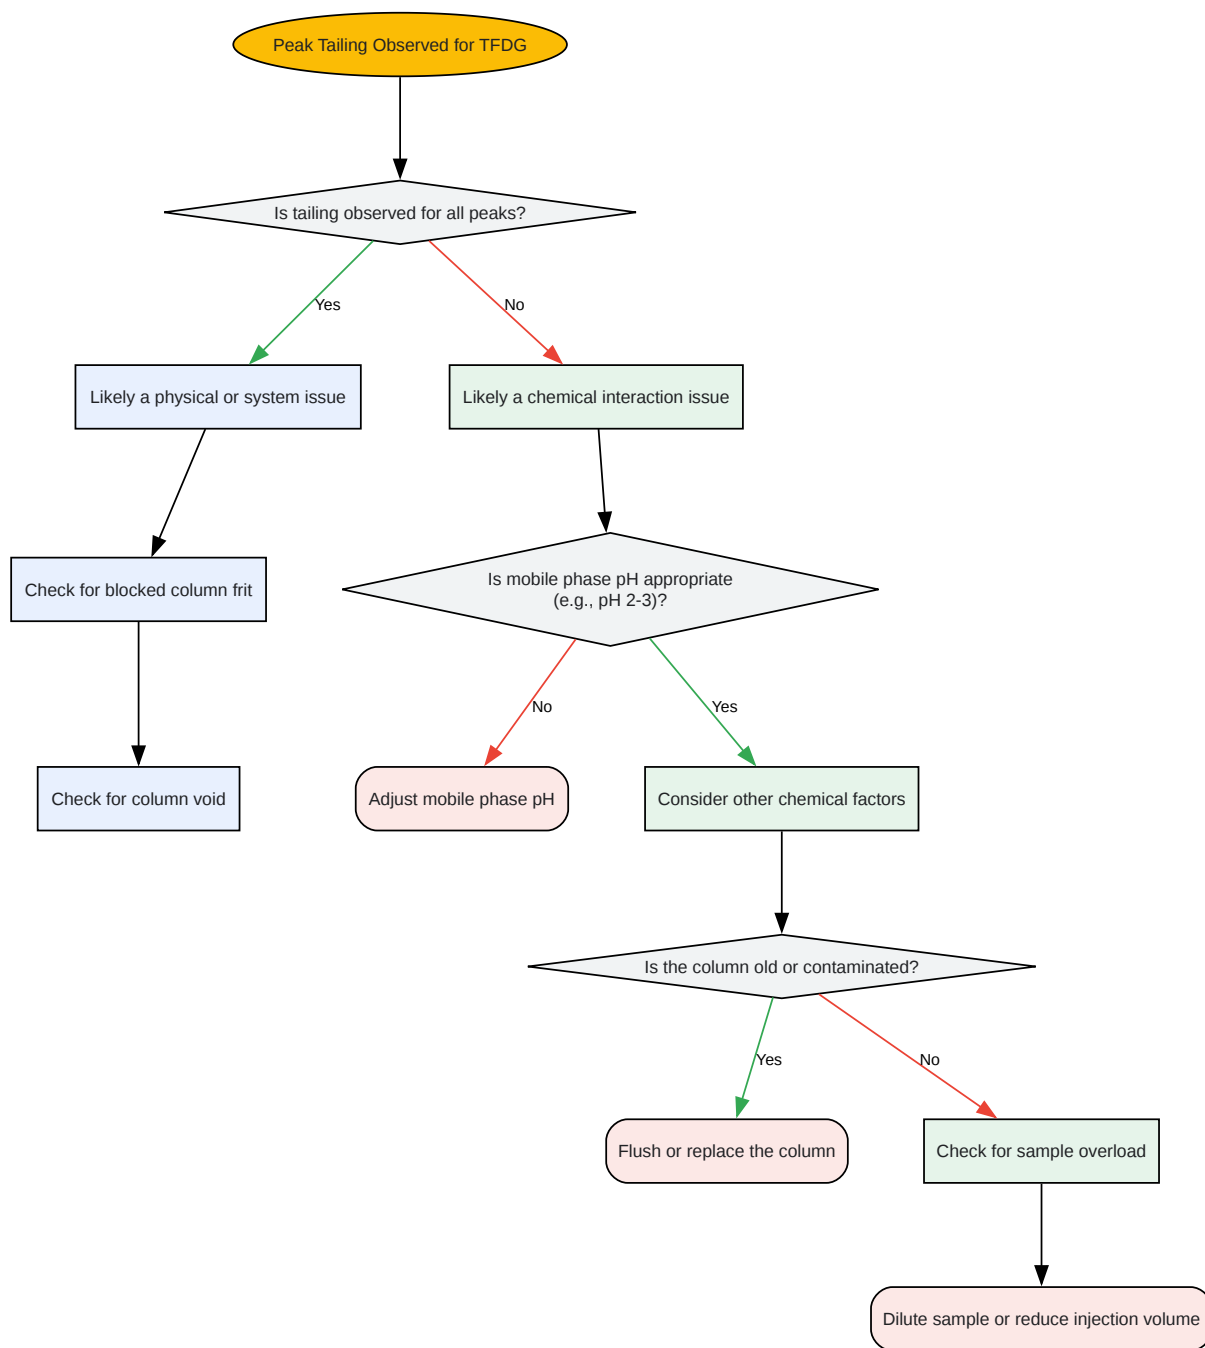 Peak Tailing Observed for TFDG
Is tailing observed for all peaks?
Yes
No
Likely a physical or system issue
Likely a chemical interaction issue
Check for blocked column frit
Is mobile phase pH appropriate
(e.g., pH 2-3)?
No
Yes
Check for column void
Adjust mobile phase pH
Consider other chemical factors
Is the column old or contaminated?
Yes
No
Flush or replace the column
Check for sample overload
Dilute sample or reduce injection volume